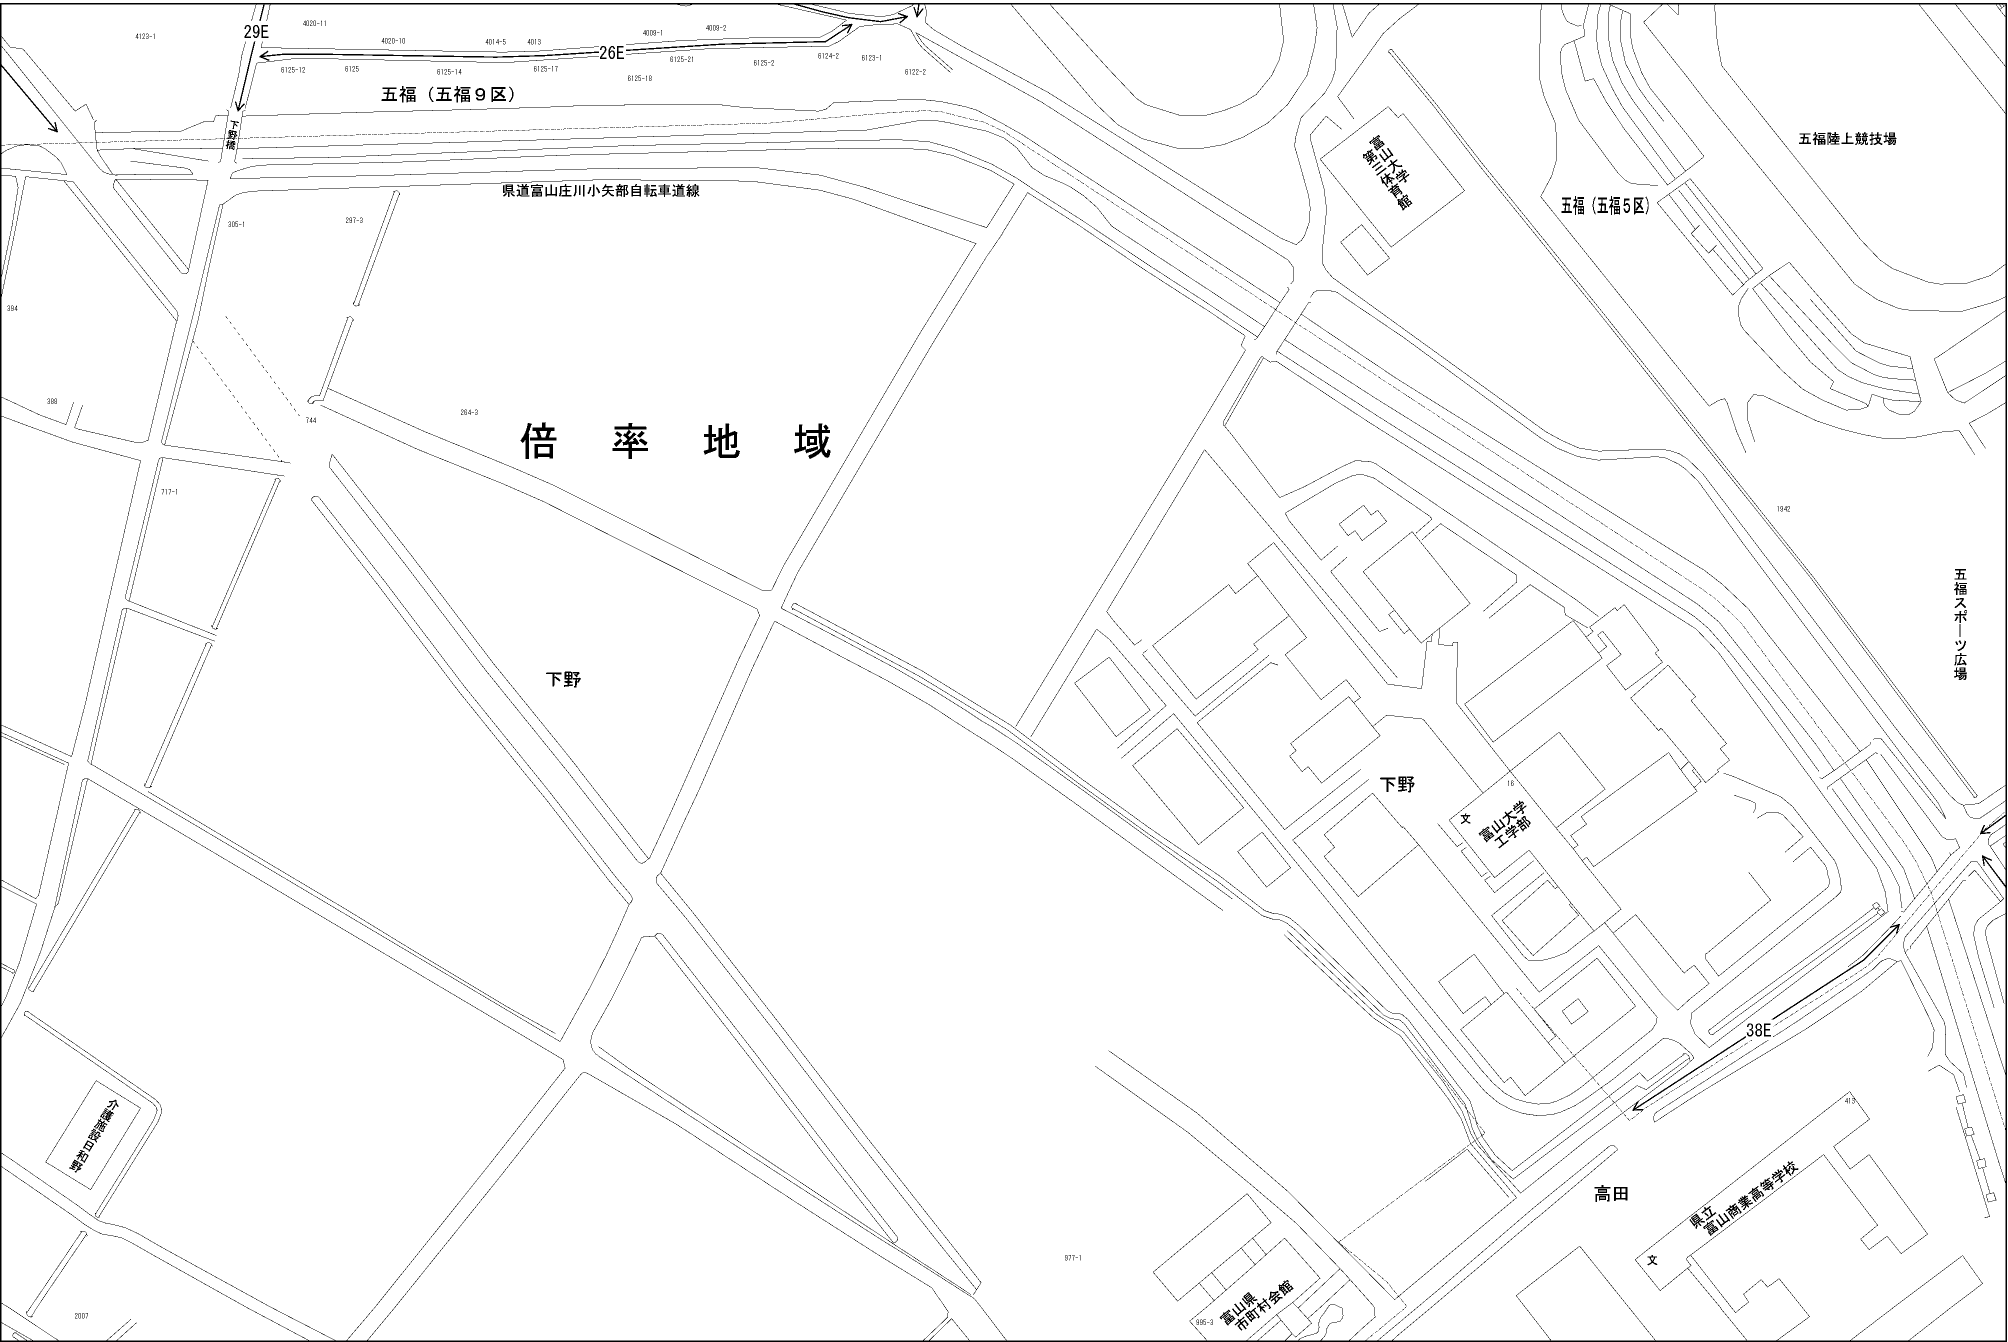 29E
4123-1
4020-11
4020-10
4014-5
4013
4009-1
4009-2
26E
6125-12
6125
6125-14
6125-17
6125-18
6125-21
6125-2
6124-2
6123-1
6122-2
五福（五福９区）
下野橋
県道富山庄川小矢部自転車道線
富山大学
第三体育館
五福陸上競技場
五福（五福５区）
305-1
297-3
394
388
744
264-3
倍率地域
717-1
1942
五福スポーツ広場
下野
下野
16
文
富山大学
工学部
38E
413
介護施設日和野
高田
県立
富山商業高等学校
文
977-1
995-3
富山県
市町村会館
2007